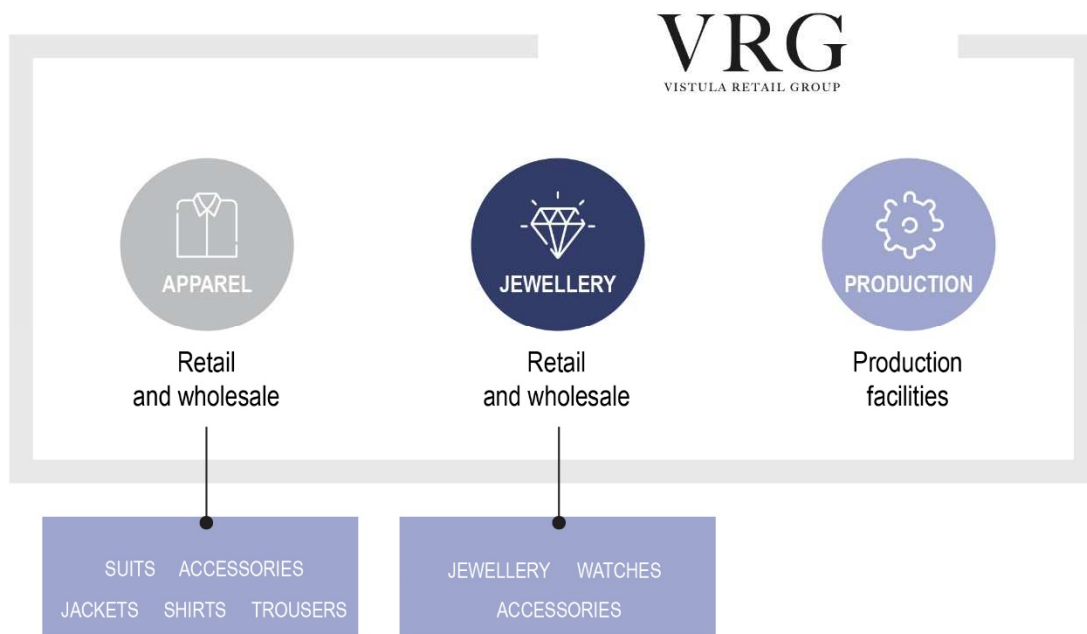 VRG
VISTULA RETAIL GROUP
APPAREL
JEWELLERY
PRODUCTION
Retail
and wholesale
Retail
and wholesale
Production
facilities
SUITS ACCESSORIES
JACKETS SHIRTS TROUSERS
JEWELLERY WATCHES
ACCESSORIES